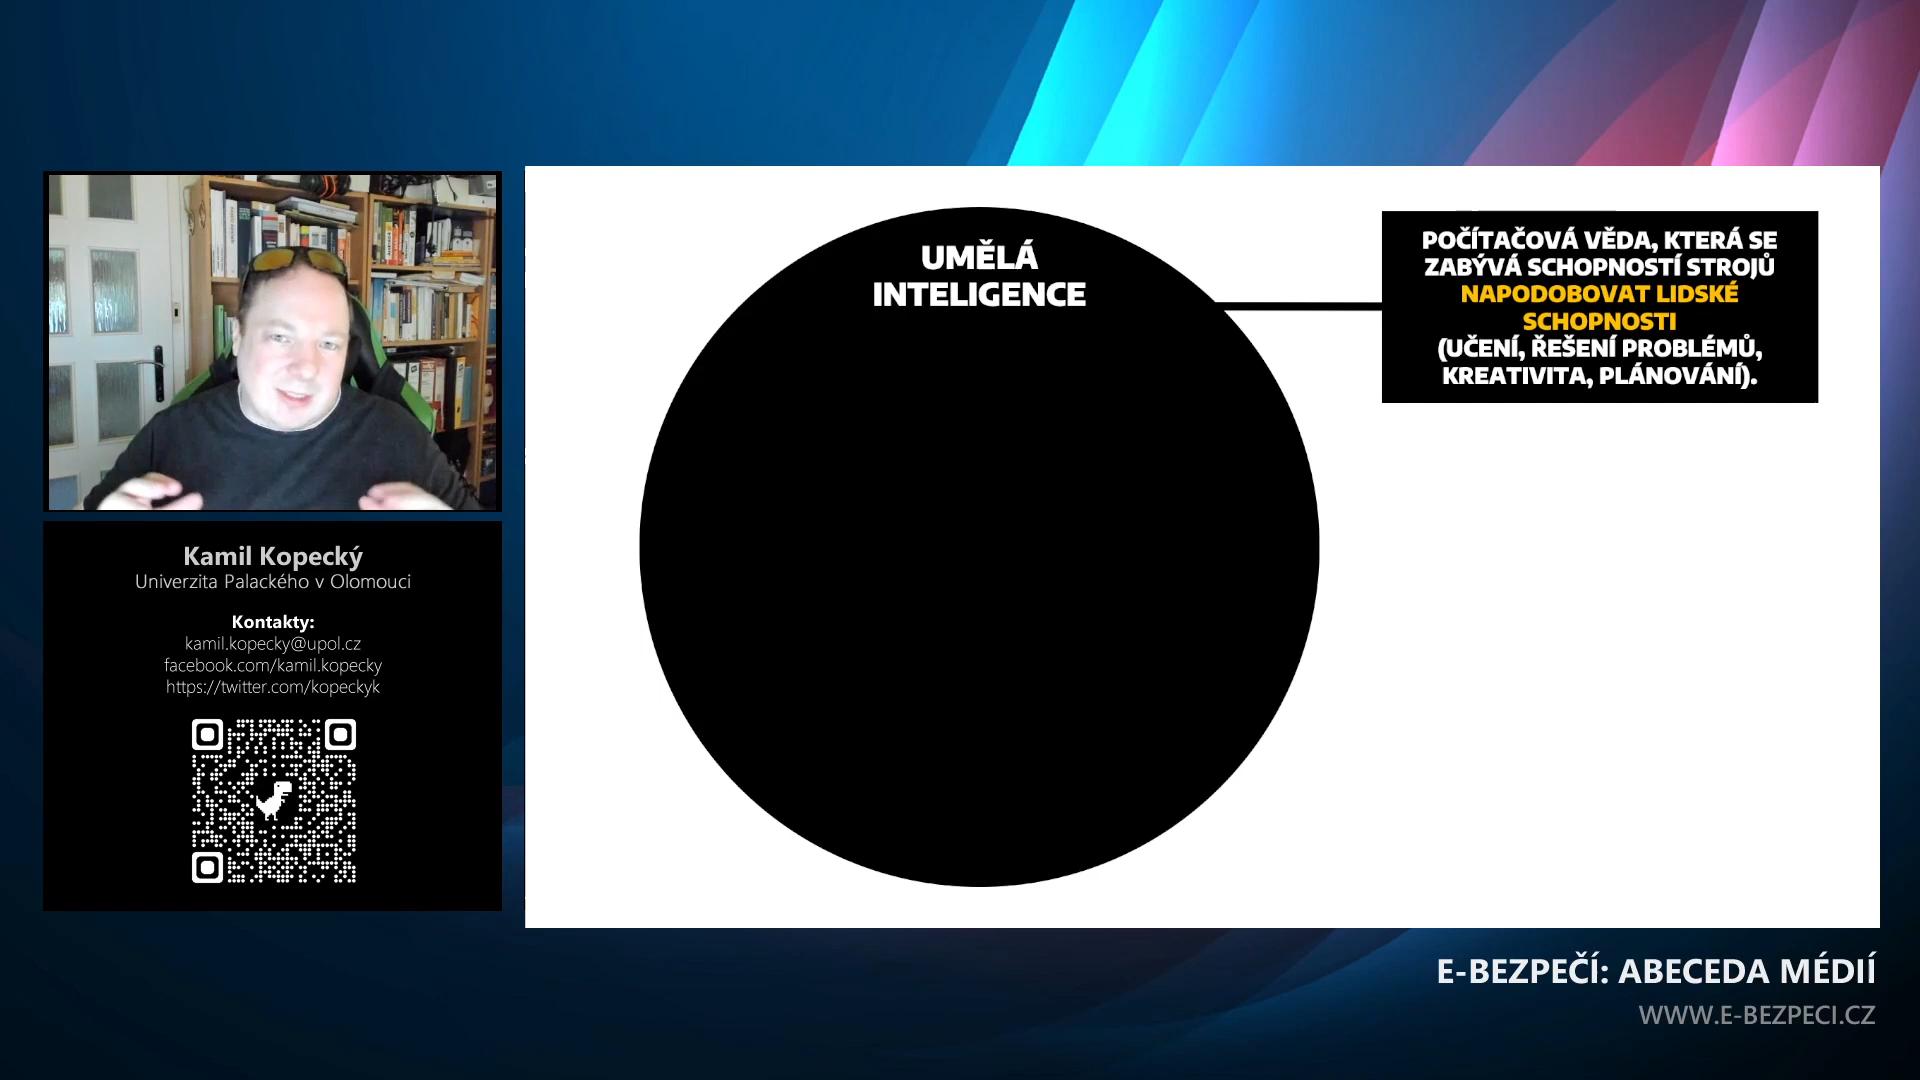 UMĚLÁ
INTELIGENCE
POČÍTAČOVÁ VĚDA, KTERÁ SE
ZABÝVÁ SCHOPNOSTÍ STROJŮ
NAPODOBOVAT LIDSKÉ
SCHOPNOSTI
(UČENÍ, ŘEŠENÍ PROBLÉMŮ,
KREATIVITA, PLÁNOVÁNÍ).
Kamil Kopecký
Univerzita Palackého v Olomouci
Kontakty:
kamil.kopecky@upol.cz
facebook.com/kamil.kopecky
https://twitter.com/kopeckyk
E-BEZPEČÍ: ABECEDA MÉDIÍ
WWW.E-BEZPECI.CZ